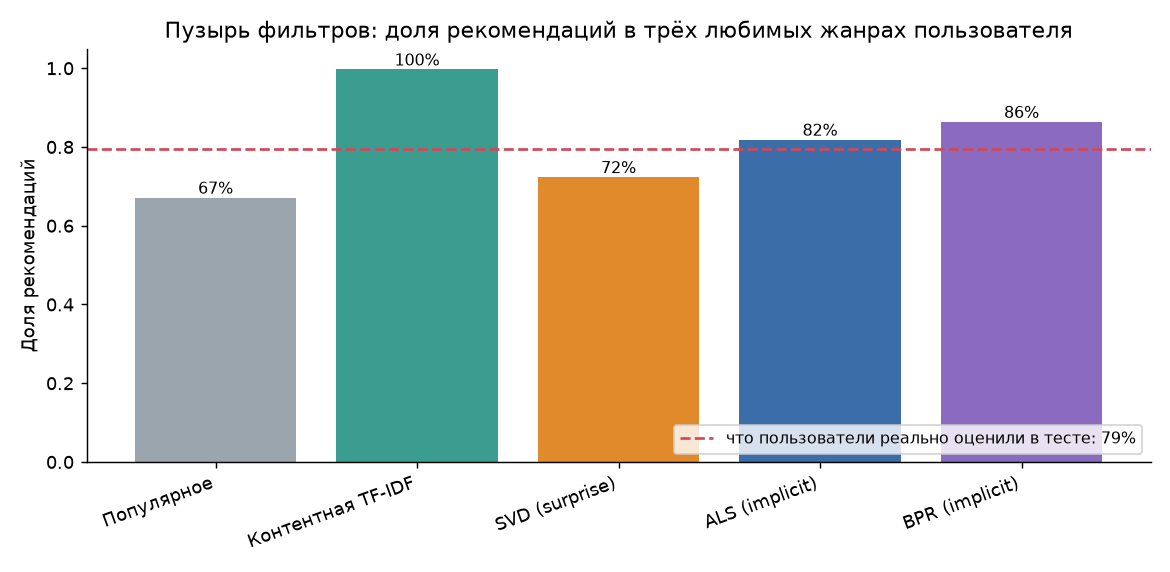 Пузырь фильтров: доля рекомендаций в трёх любимых жанрах пользователя
Доля рекомендаций
1.0
0.8
0.6
0.4
0.2
0.0
67%
100%
72%
82%
86%
что пользователи реально оценили в тесте: 79%
Популярное
Контентная TF-IDF
SVD (surprise)
ALS (implicit)
BPR (implicit)